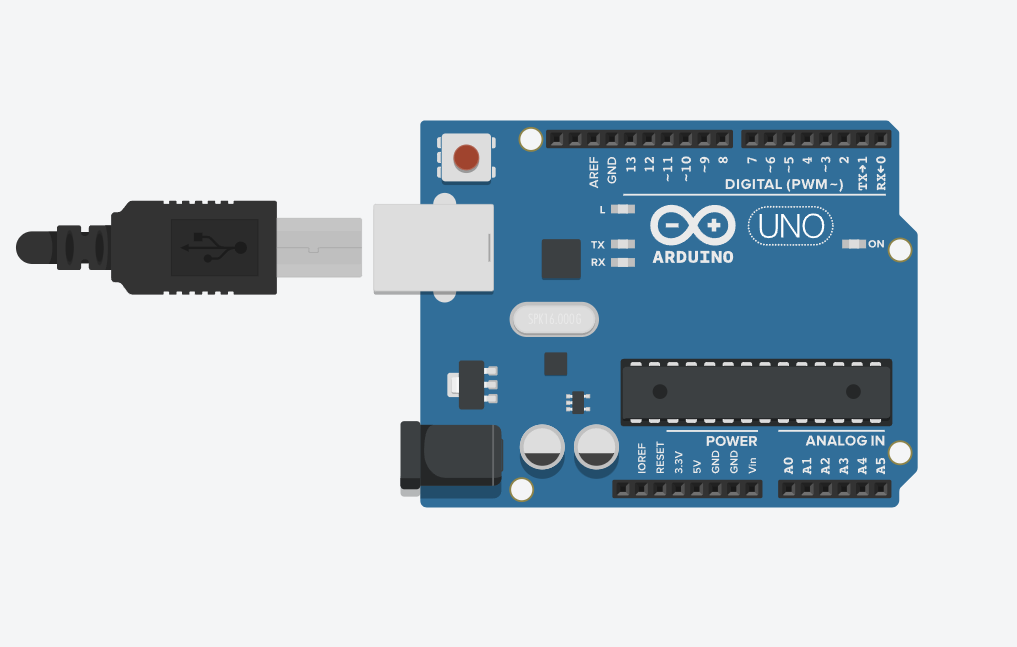 AREF
GND
13
12
~11
~10
~9
8
7
~6
~5
4
~3
2
TX→1
RX←0
DIGITAL (PWM~)
L
TX
RX
ARDUINO
UNO
ON
SPK16.000G
POWER
ANALOG IN
IOREF
RESET
3.3V
5V
GND
GND
Vin
A0
A1
A2
A3
A4
A5